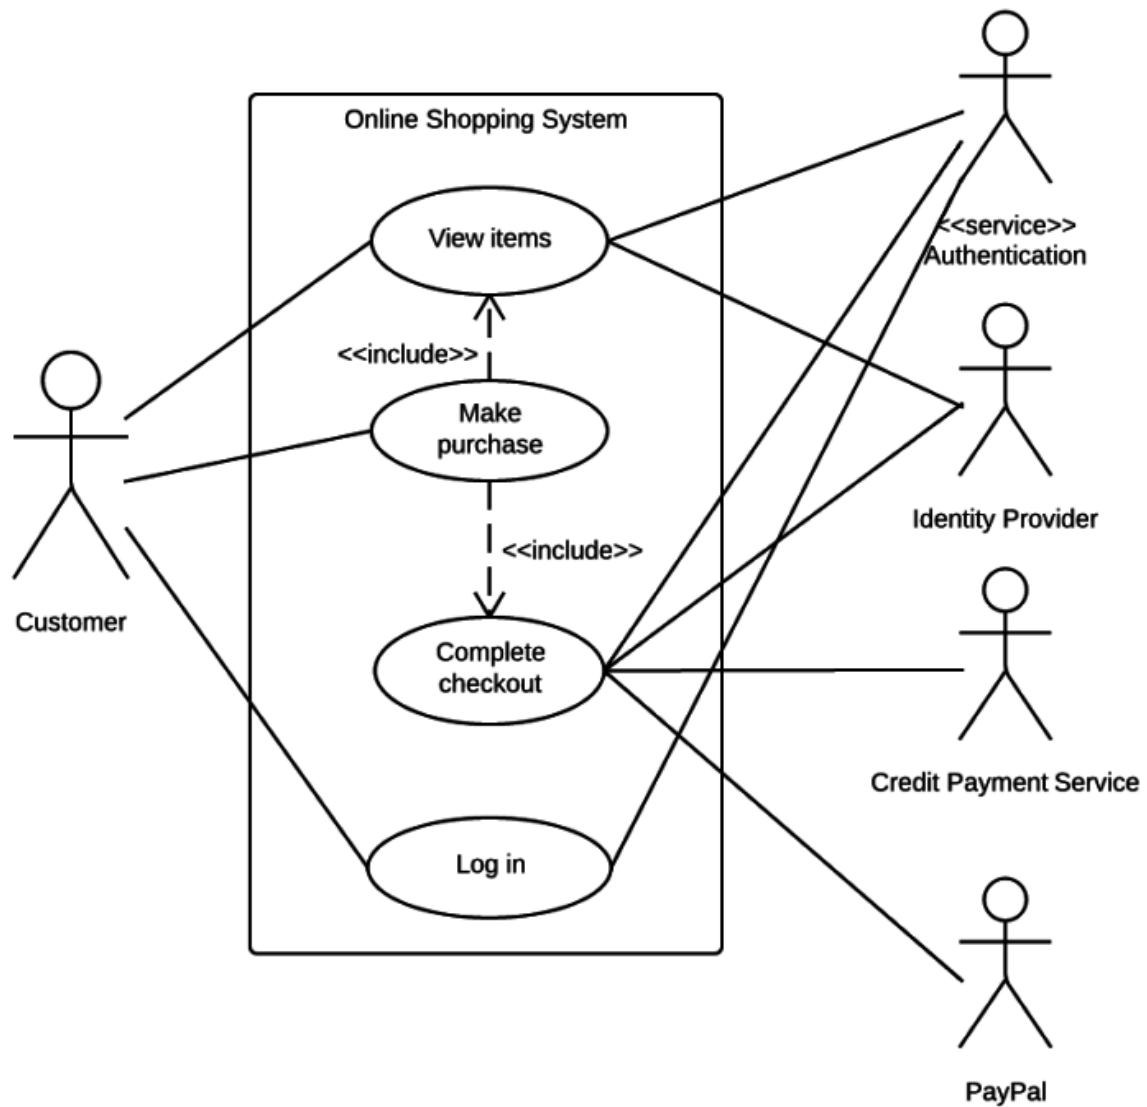 Online Shopping System
View items
<<include>>
Make
purchase
<<include>>
Complete
checkout
Log in
Customer
<<service>>
Authentication
Identity Provider
Credit Payment Service
PayPal